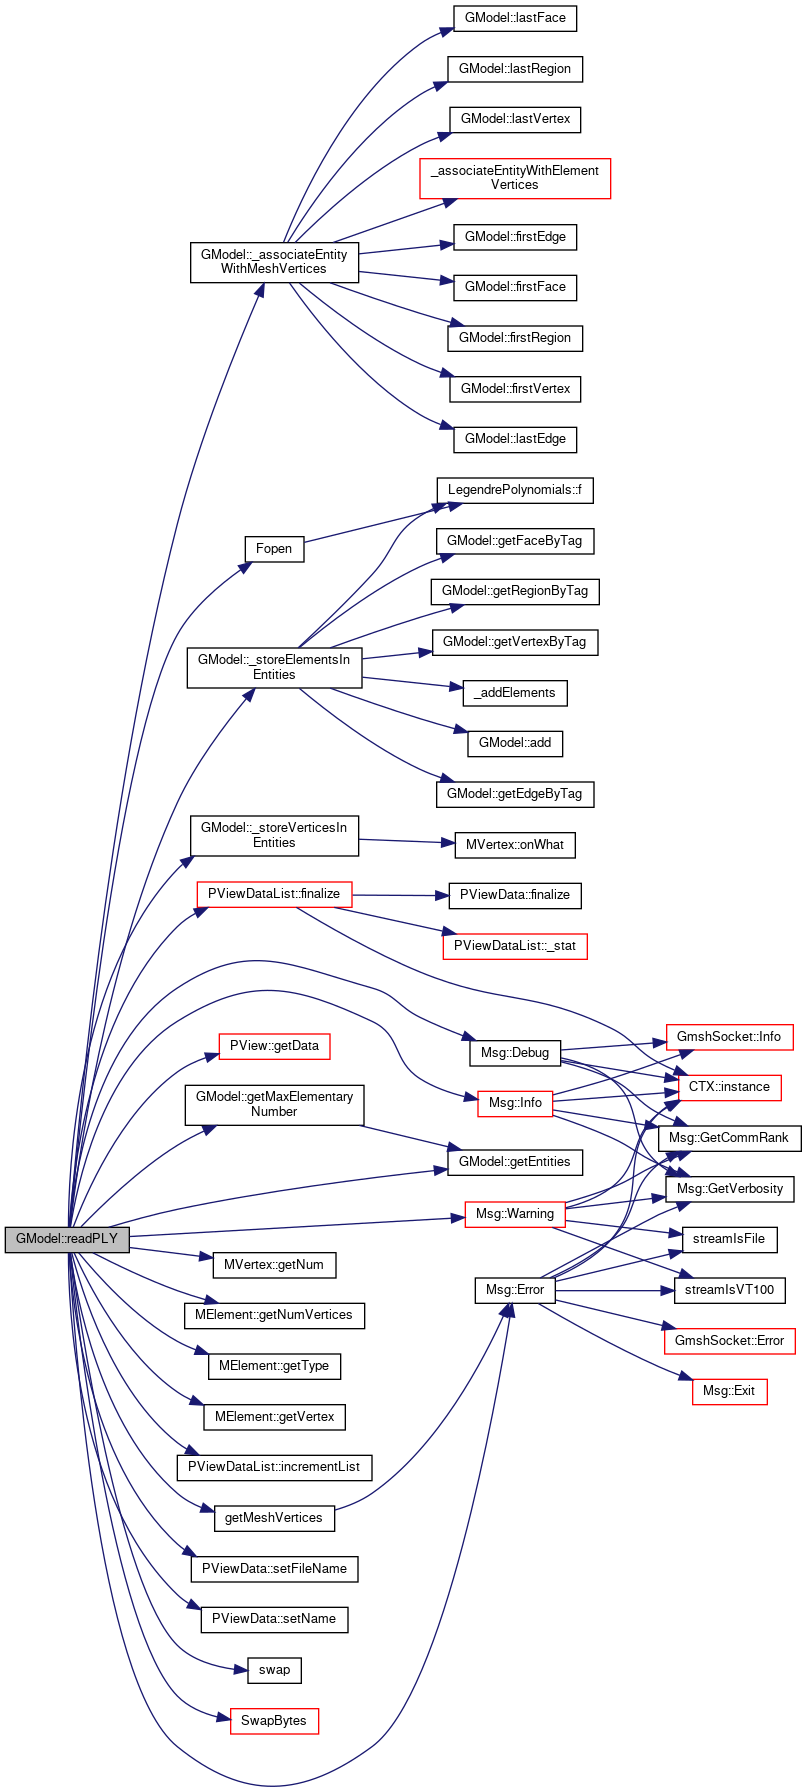 GModel::lastFace
GModel::lastRegion
GModel::lastVertex
_associateEntityWithElement
Vertices
GModel::firstEdge
GModel::_associateEntity
WithMeshVertices
GModel::firstFace
GModel::firstRegion
GModel::firstVertex
GModel::lastEdge
LegendrePolynomials::f
Fopen
GModel::getFaceByTag
GModel::getRegionByTag
GModel::getVertexByTag
GModel::_storeElementsIn
Entities
_addElements
GModel::add
GModel::getEdgeByTag
GModel::_storeVerticesIn
Entities
MVertex::onWhat
PViewDataList::finalize
PViewData::finalize
PViewDataList::_stat
GmshSocket::Info
PView::getData
Msg::Debug
CTX::instance
GModel::getMaxElementary
Number
Msg::Info
Msg::GetCommRank
GModel::getEntities
Msg::GetVerbosity
Msg::Warning
GModel::readPLY
streamIsFile
MVertex::getNum
Msg::Error
streamIsVT100
MElement::getNumVertices
GmshSocket::Error
MElement::getType
Msg::Exit
MElement::getVertex
PViewDataList::incrementList
getMeshVertices
PViewData::setFileName
PViewData::setName
swap
SwapBytes